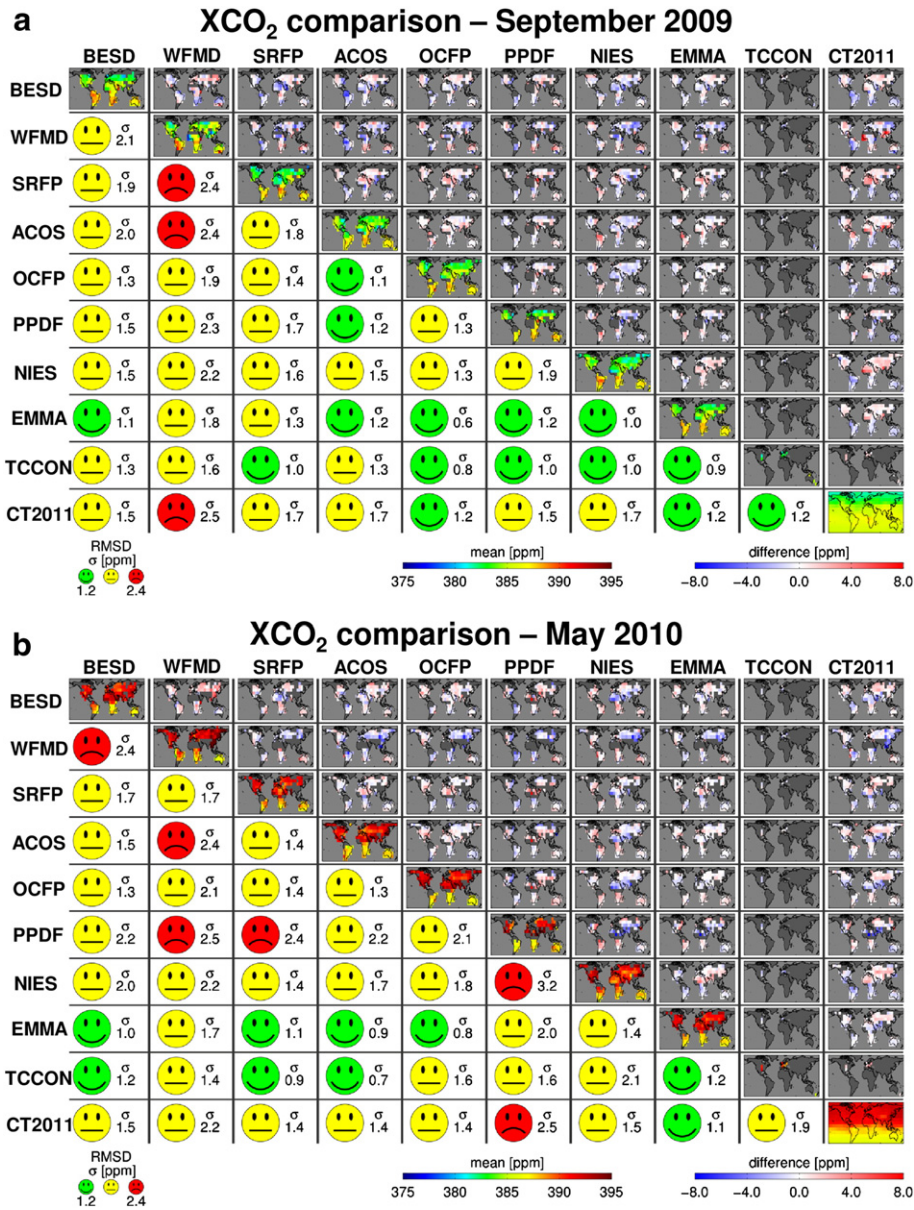 a
XCO₂ comparison – September 2009
BESD WFMD SRFP ACOS OCFP PPDF NIES EMMA TCCON CT2011
BESD
WFMD σ 2.1
SRFP σ 1.9 σ 2.4
ACOS σ 2.0 σ 2.4 σ 1.8
OCFP σ 1.3 σ 1.9 σ 1.4 σ 1.1
PPDF σ 1.5 σ 2.3 σ 1.7 σ 1.2 σ 1.3
NIES σ 1.5 σ 2.2 σ 1.6 σ 1.5 σ 1.3 σ 1.9
EMMA σ 1.1 σ 1.8 σ 1.3 σ 1.2 σ 0.6 σ 1.2 σ 1.0
TCCON σ 1.3 σ 1.6 σ 1.0 σ 1.3 σ 0.8 σ 1.0 σ 1.0 σ 0.9
CT2011 σ 1.5 σ 2.5 σ 1.7 σ 1.7 σ 1.2 σ 1.5 σ 1.7 σ 1.2 σ 1.2
RMSD
σ [ppm]
1.2 2.4
mean [ppm]
375 380 385 390 395
difference [ppm]
−8.0 −4.0 0.0 4.0 8.0
b
XCO₂ comparison – May 2010
BESD WFMD SRFP ACOS OCFP PPDF NIES EMMA TCCON CT2011
BESD
WFMD σ 2.4
SRFP σ 1.7 σ 1.7
ACOS σ 1.5 σ 2.4 σ 1.4
OCFP σ 1.3 σ 2.1 σ 1.4 σ 1.3
PPDF σ 2.2 σ 2.5 σ 2.4 σ 2.2 σ 2.1
NIES σ 2.0 σ 2.2 σ 1.4 σ 1.7 σ 1.8 σ 3.2
EMMA σ 1.0 σ 1.7 σ 1.1 σ 0.9 σ 0.8 σ 2.0 σ 1.4
TCCON σ 1.2 σ 1.4 σ 0.9 σ 0.7 σ 1.6 σ 1.6 σ 2.1 σ 1.2
CT2011 σ 1.5 σ 2.2 σ 1.4 σ 1.4 σ 1.4 σ 2.5 σ 1.5 σ 1.1 σ 1.9
RMSD
σ [ppm]
1.2 2.4
mean [ppm]
375 380 385 390 395
difference [ppm]
−8.0 −4.0 0.0 4.0 8.0